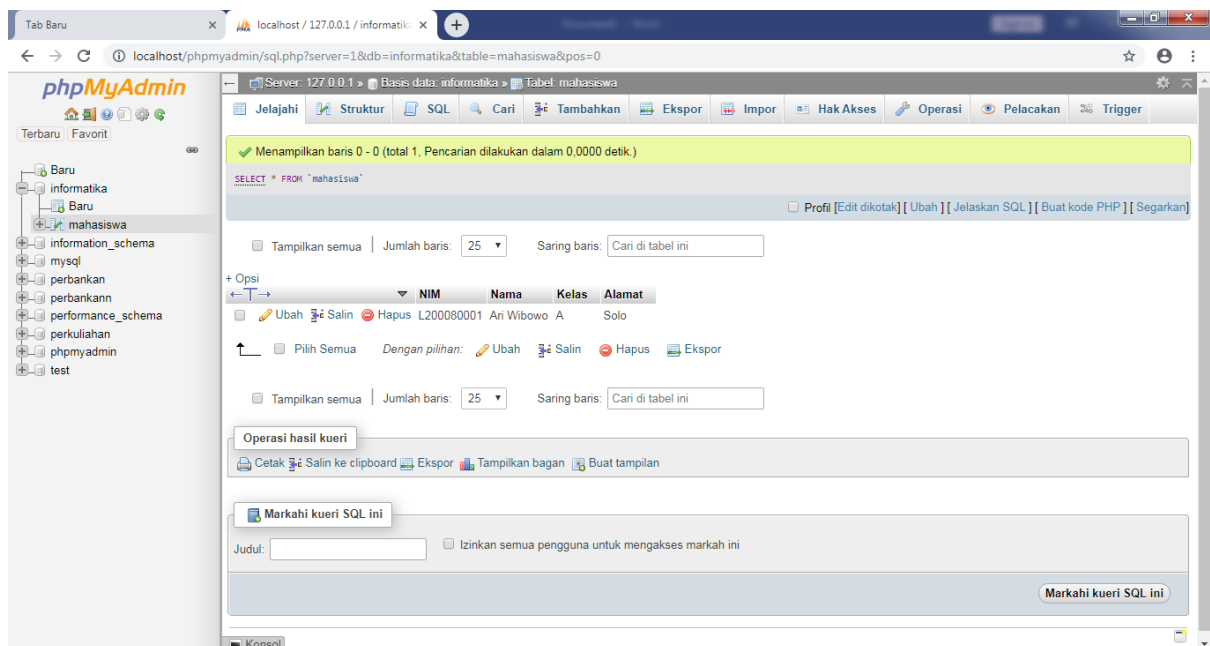 Tab Baru
localhost / 127.0.0.1 / informatik
localhost/phpmyadmin/sql.php?server=1&db=informatika&table=mahasiswa&pos=0
phpMyAdmin
Terbaru Favorit
Baru
informatika
Baru
mahasiswa
information_schema
mysql
perbankan
perbankann
performance_schema
perkuliahan
phpmyadmin
test
Server: 127.0.0.1 » Basis data: informatika » Tabel: mahasiswa
Jelajahi Struktur SQL Cari Tambahkan Ekspor Impor Hak Akses Operasi Pelacakan Trigger
Menampilkan baris 0 - 0 (total 1, Pencarian dilakukan dalam 0,0000 detik.)
SELECT * FROM `mahasiswa`
Profil [Edit dikotak] [ Ubah ] [ Jelaskan SQL ] [ Buat kode PHP ] [ Segarkan]
Tampilkan semua | Jumlah baris: 25 Saring baris: Cari di tabel ini
+ Opsi
←T→ NIM Nama Kelas Alamat
Ubah Salin Hapus L200080001 Ari Wibowo A Solo
Pilih Semua Dengan pilihan: Ubah Salin Hapus Ekspor
Tampilkan semua | Jumlah baris: 25 Saring baris: Cari di tabel ini
Operasi hasil kueri
Cetak Salin ke clipboard Ekspor Tampilkan bagan Buat tampilan
Markahi kueri SQL ini
Judul: Izinkan semua pengguna untuk mengakses markah ini
Markahi kueri SQL ini
Konsol